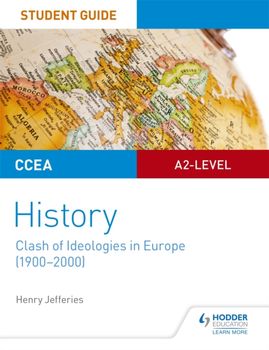 STUDENT GUIDE
CCEA
A2-LEVEL
History
Clash of Ideologies in Europe
(1900–2000)
Henry Jefferies
HODDER
EDUCATION
LEARN MORE